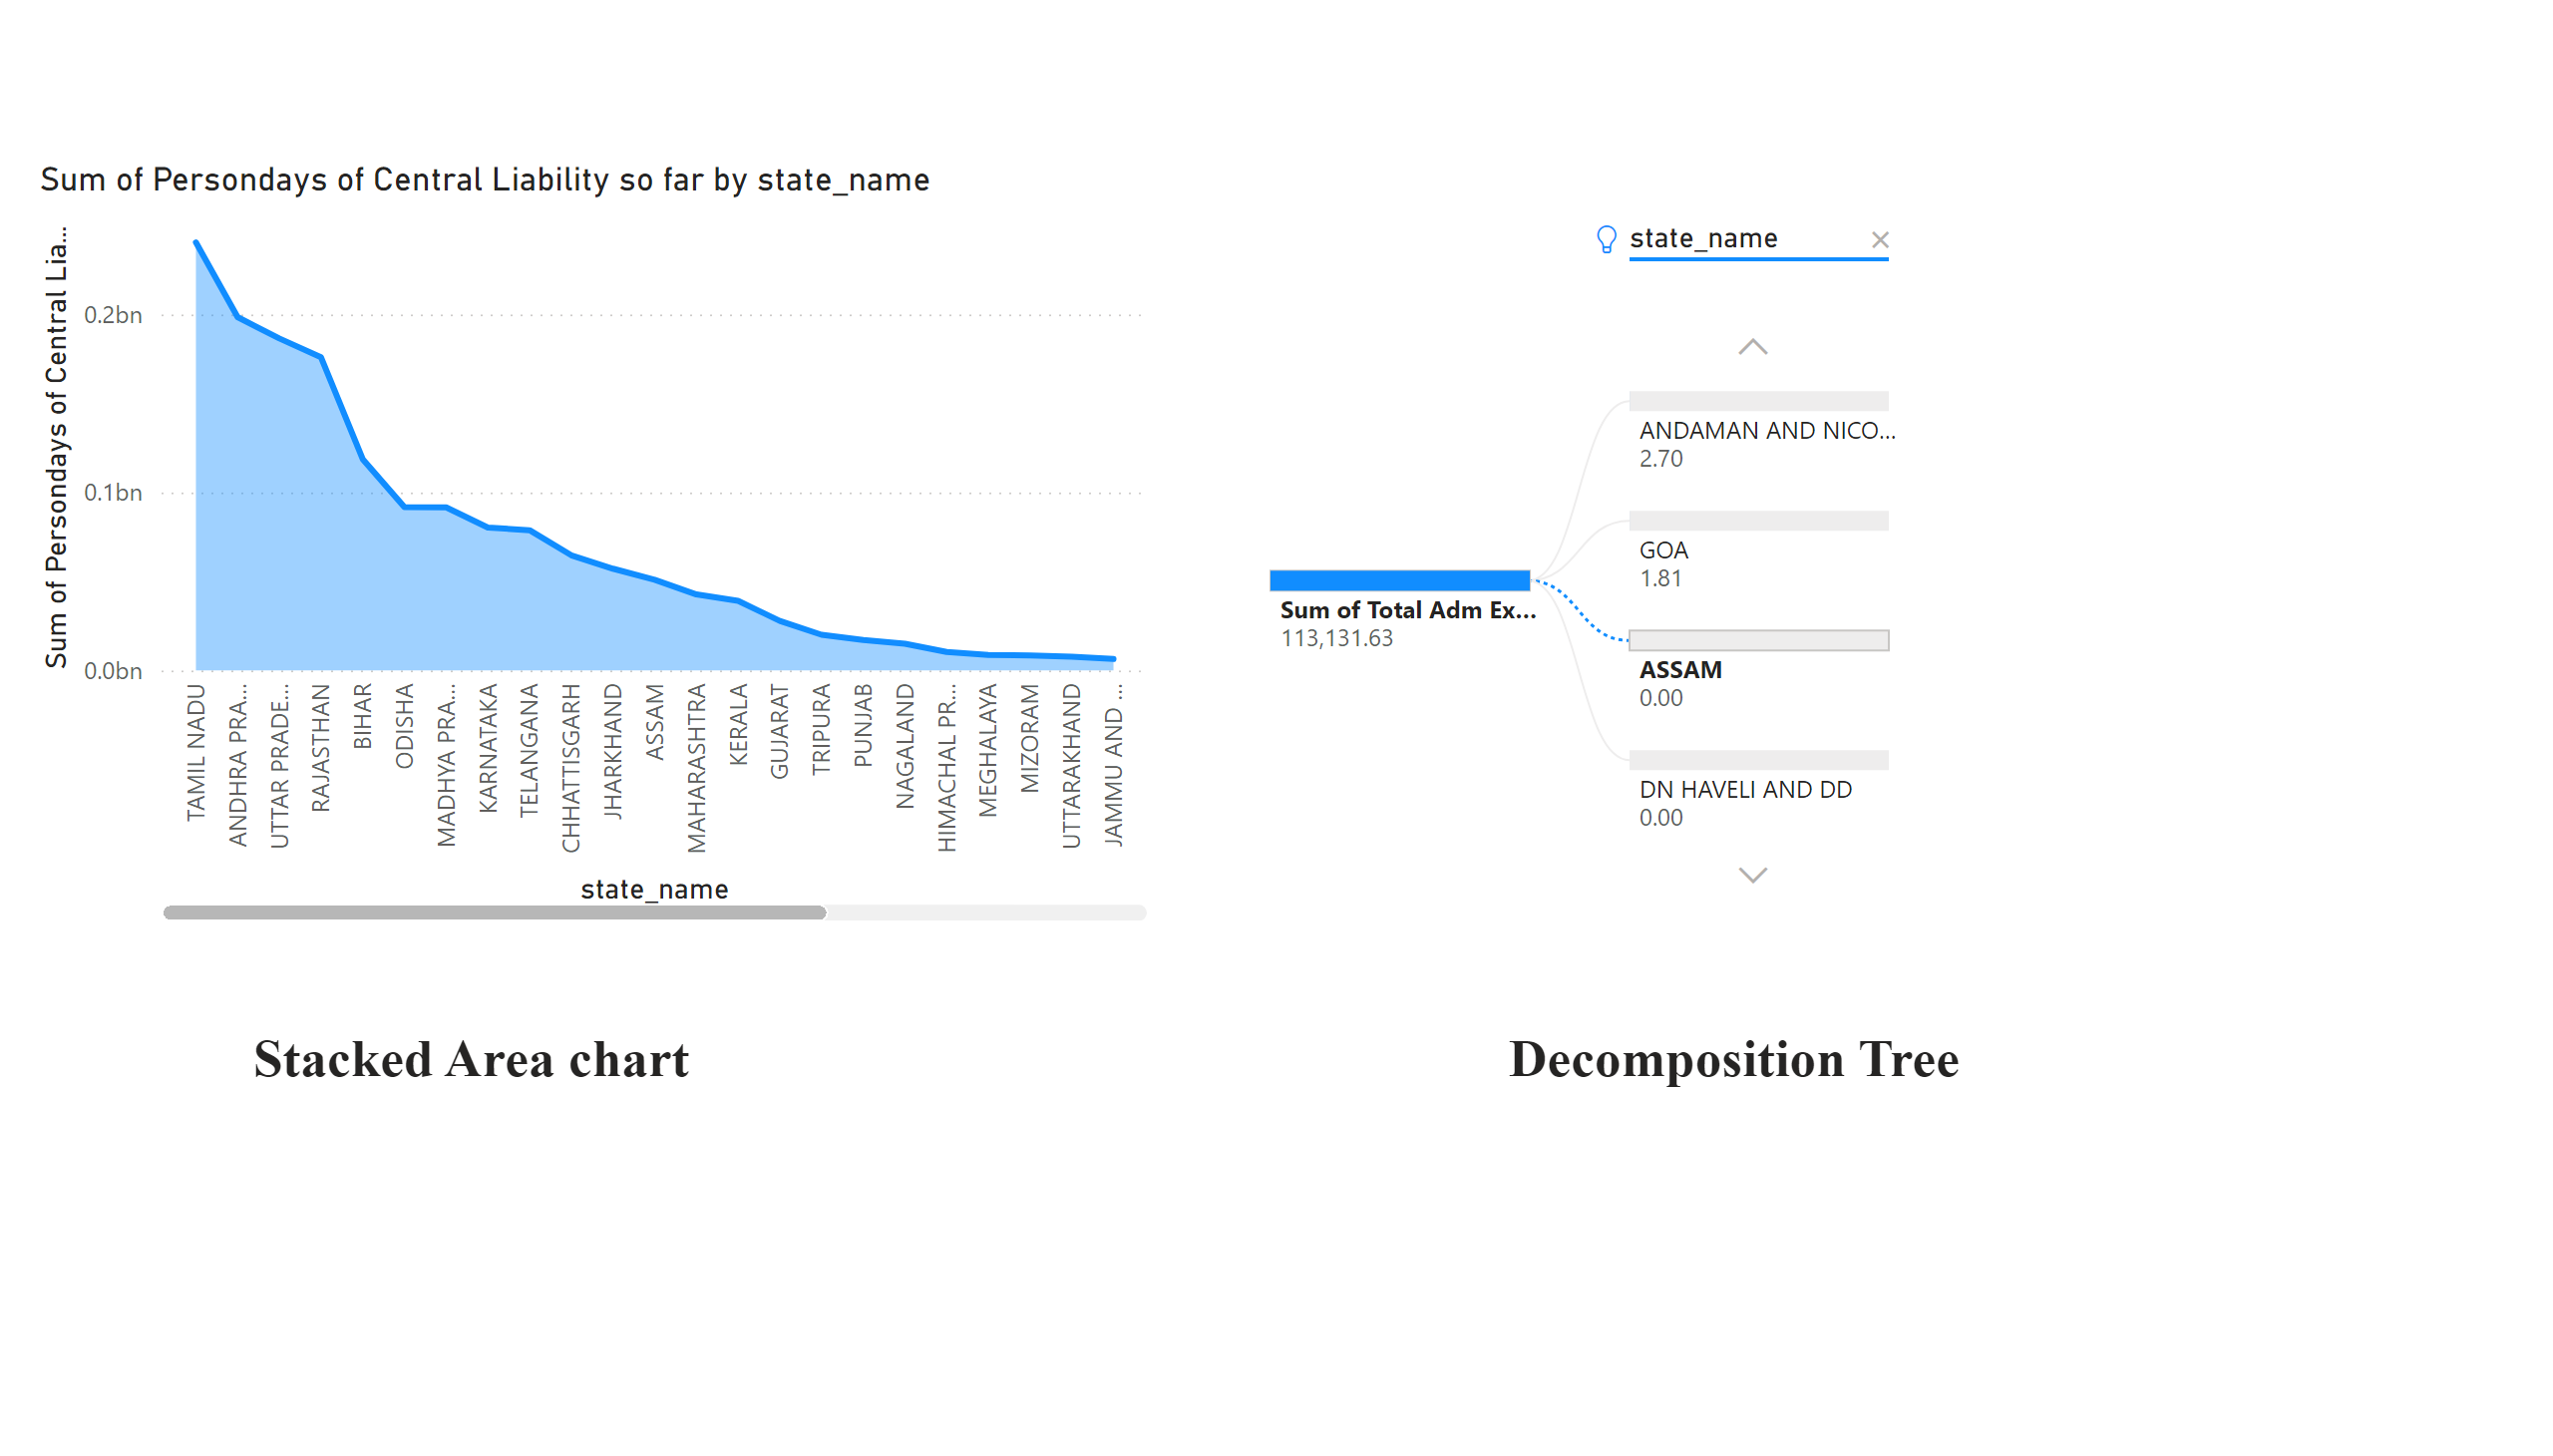 Sum of Persondays of Central Liability so far by state_name
Sum of Persondays of Central Lia...
0.2bn
0.1bn
0.0bn
TAMIL NADU
ANDHRA PRA...
UTTAR PRADE...
RAJASTHAN
BIHAR
ODISHA
MADHYA PRA...
KARNATAKA
TELANGANA
CHHATTISGARH
JHARKHAND
ASSAM
MAHARASHTRA
KERALA
GUJARAT
TRIPURA
PUNJAB
NAGALAND
HIMACHAL PR...
MEGHALAYA
MIZORAM
UTTARAKHAND
JAMMU AND ...
state_name
Stacked Area chart
state_name
Sum of Total Adm Ex...
113,131.63
ANDAMAN AND NICO...
2.70
GOA
1.81
ASSAM
0.00
DN HAVELI AND DD
0.00
Decomposition Tree